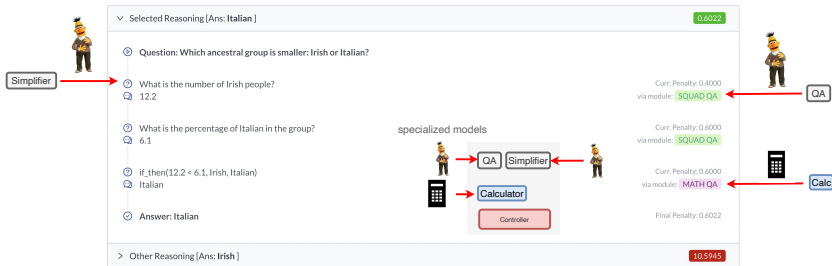 Selected Reasoning [Ans: Italian ]
0.6022
Question: Which ancestral group is smaller: Irish or Italian?
Simplifier
What is the number of Irish people?
Curr. Penalty: 0.4000
12.2
via module: SQUAD QA
QA
What is the percentage of Italian in the group?
Curr. Penalty: 0.6000
6.1
via module: SQUAD QA
specialized models
QA
Simplifier
if_then(12.2 < 6.1, Irish, Italian)
Curr. Penalty: 0.6000
Italian
via module: MATH QA
Calc
Calculator
Controller
Answer: Italian
Final Penalty: 0.6022
Other Reasoning [Ans: Irish ]
10.5945